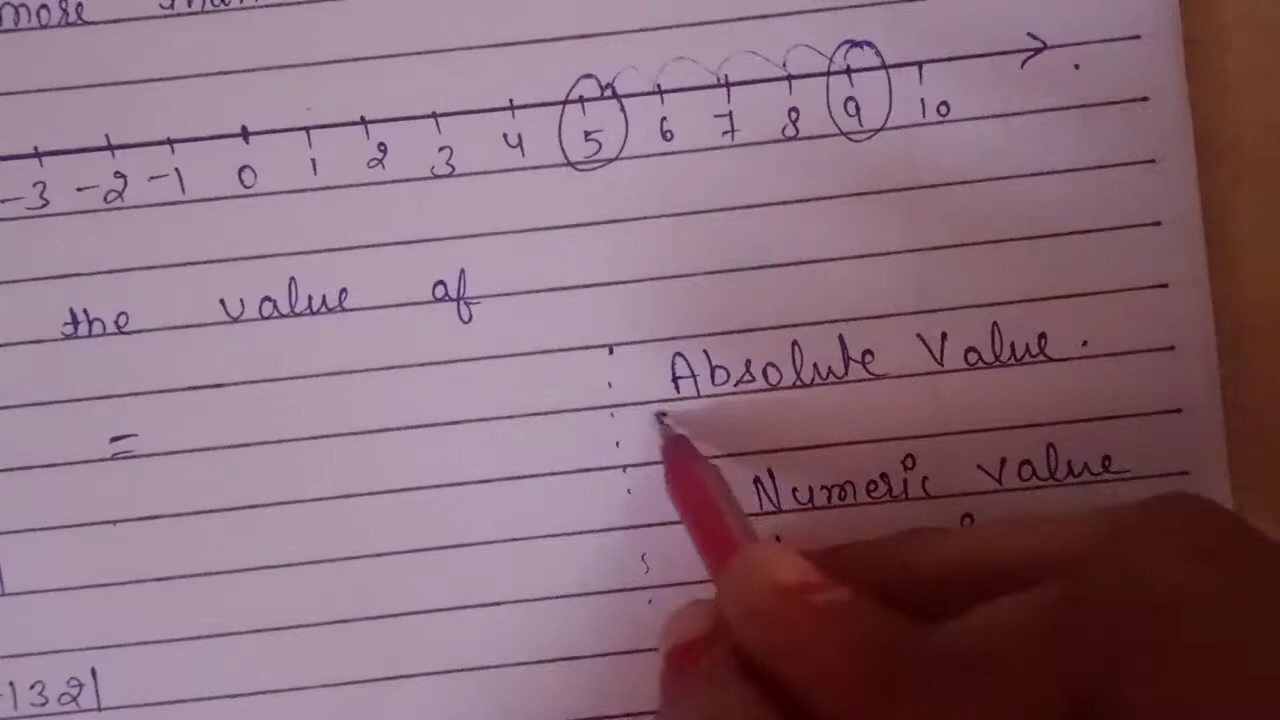 more than
-3 -2 -1 0 1 2 3 4 5 6 7 8 9 10
the value of
Absolute Value.
=
Numeric value
132|